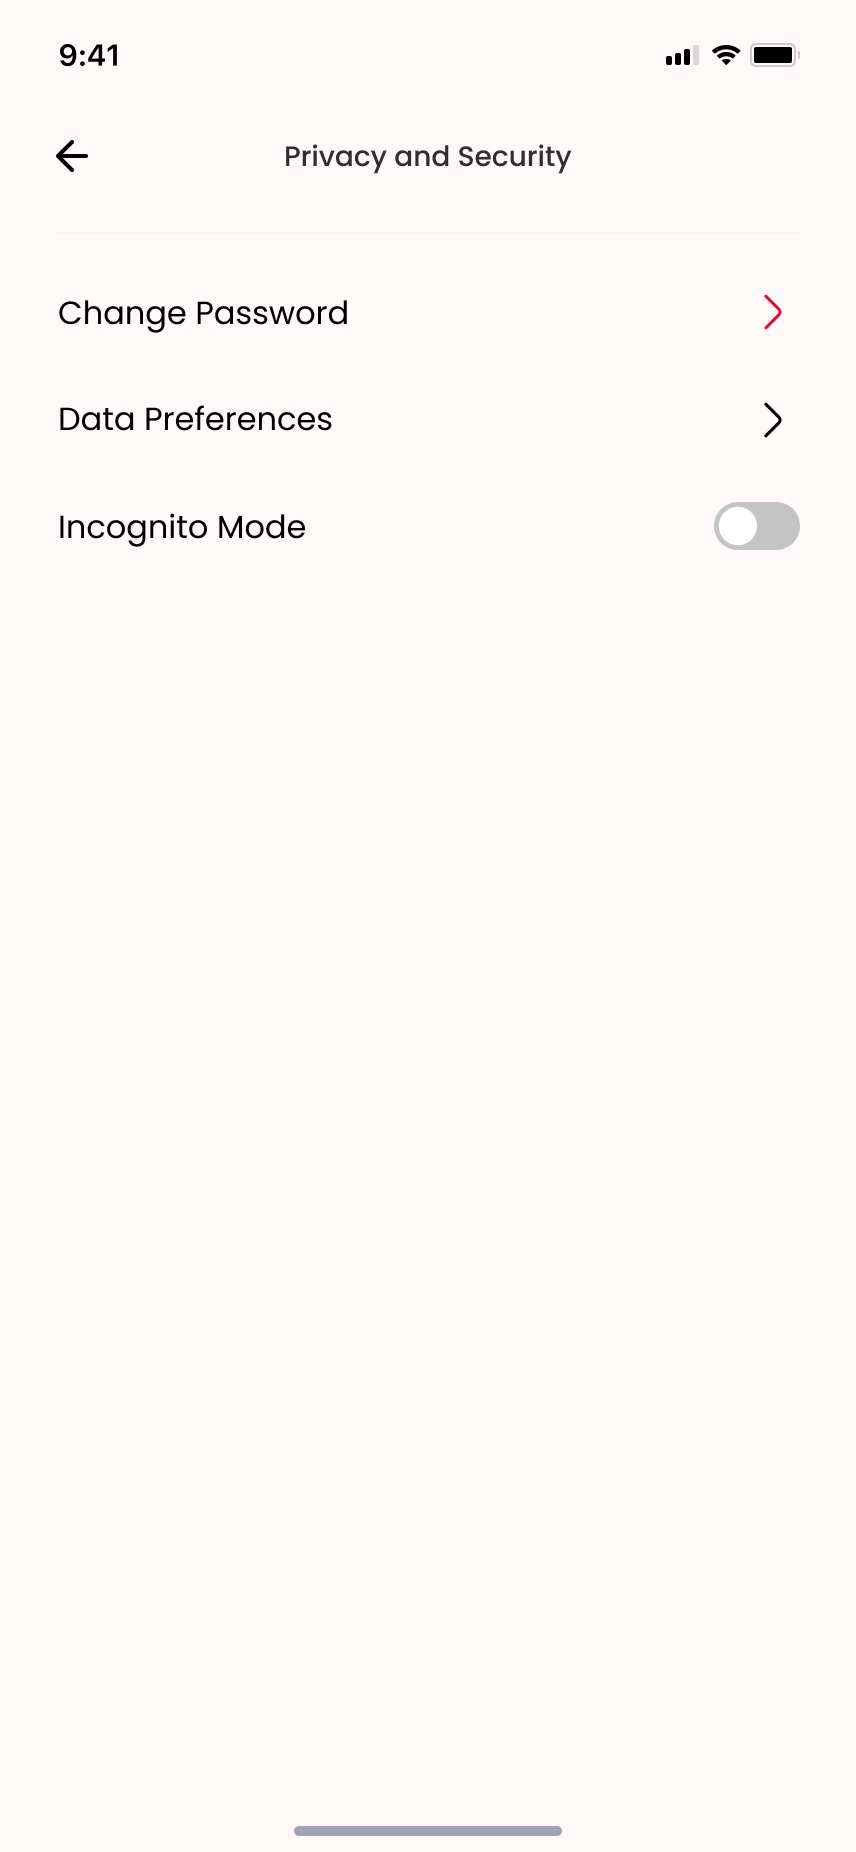 9:41
Privacy and Security
Change Password
Data Preferences
Incognito Mode